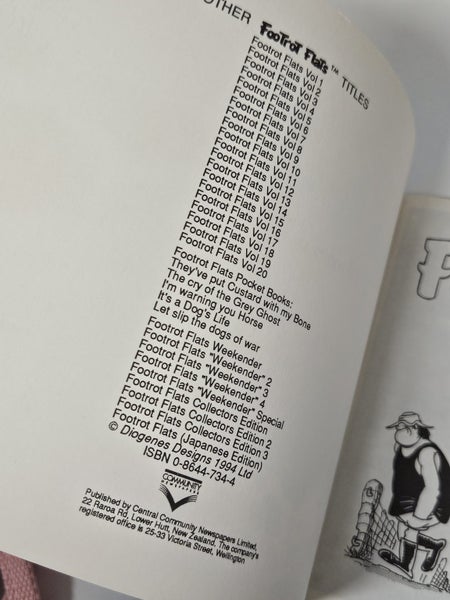 OTHER FOOTROT FLATS™ TITLES
Footrot Flats Vol 1
Footrot Flats Vol 2
Footrot Flats Vol 3
Footrot Flats Vol 4
Footrot Flats Vol 5
Footrot Flats Vol 6
Footrot Flats Vol 7
Footrot Flats Vol 8
Footrot Flats Vol 9
Footrot Flats Vol 10
Footrot Flats Vol 11
Footrot Flats Vol 12
Footrot Flats Vol 13
Footrot Flats Vol 14
Footrot Flats Vol 15
Footrot Flats Vol 16
Footrot Flats Vol 17
Footrot Flats Vol 18
Footrot Flats Vol 19
Footrot Flats Vol 20
Footrot Flats Pocket Books:
They've put Custard with my Bone
The cry of the Grey Ghost
I'm warning you Horse
It's a Dog's Life
Let slip the dogs of war
Footrot Flats Weekender
Footrot Flats "Weekender" 2
Footrot Flats "Weekender" 3
Footrot Flats "Weekender" 4
Footrot Flats "Weekender" Special
Footrot Flats Collectors Edition
Footrot Flats Collectors Edition 2
Footrot Flats Collectors Edition 3
Footrot Flats (Japanese Edition)
© Diogenes Designs 1994 Ltd
ISBN 0-8644-734-4
COMMUNITY
Published by Central Community Newspapers Limited,
22 Raroa Rd, Lower Hutt, New Zealand. The company's
registered office is 25-33 Victoria Street, Wellington